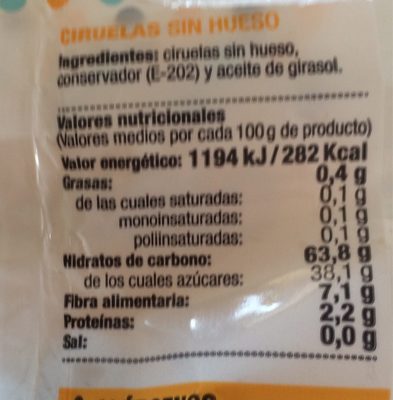 CIRUELAS SIN HUESO
Ingredientes: ciruelas sin hueso,
conservador (E-202) y aceite de girasol.
Valores nutricionales
(Valores medios por cada 100 g de producto)
Valor energético: 1194 kJ / 282 Kcal
Grasas: 0,4 g
de las cuales saturadas: 0,1 g
monoinsaturadas: 0,1 g
poliinsaturadas: 0,1 g
Hidratos de carbono: 63,8 g
de los cuales azúcares: 38,1 g
Fibra alimentaria: 7,1 g
Proteínas: 2,2 g
Sal: 0,0 g